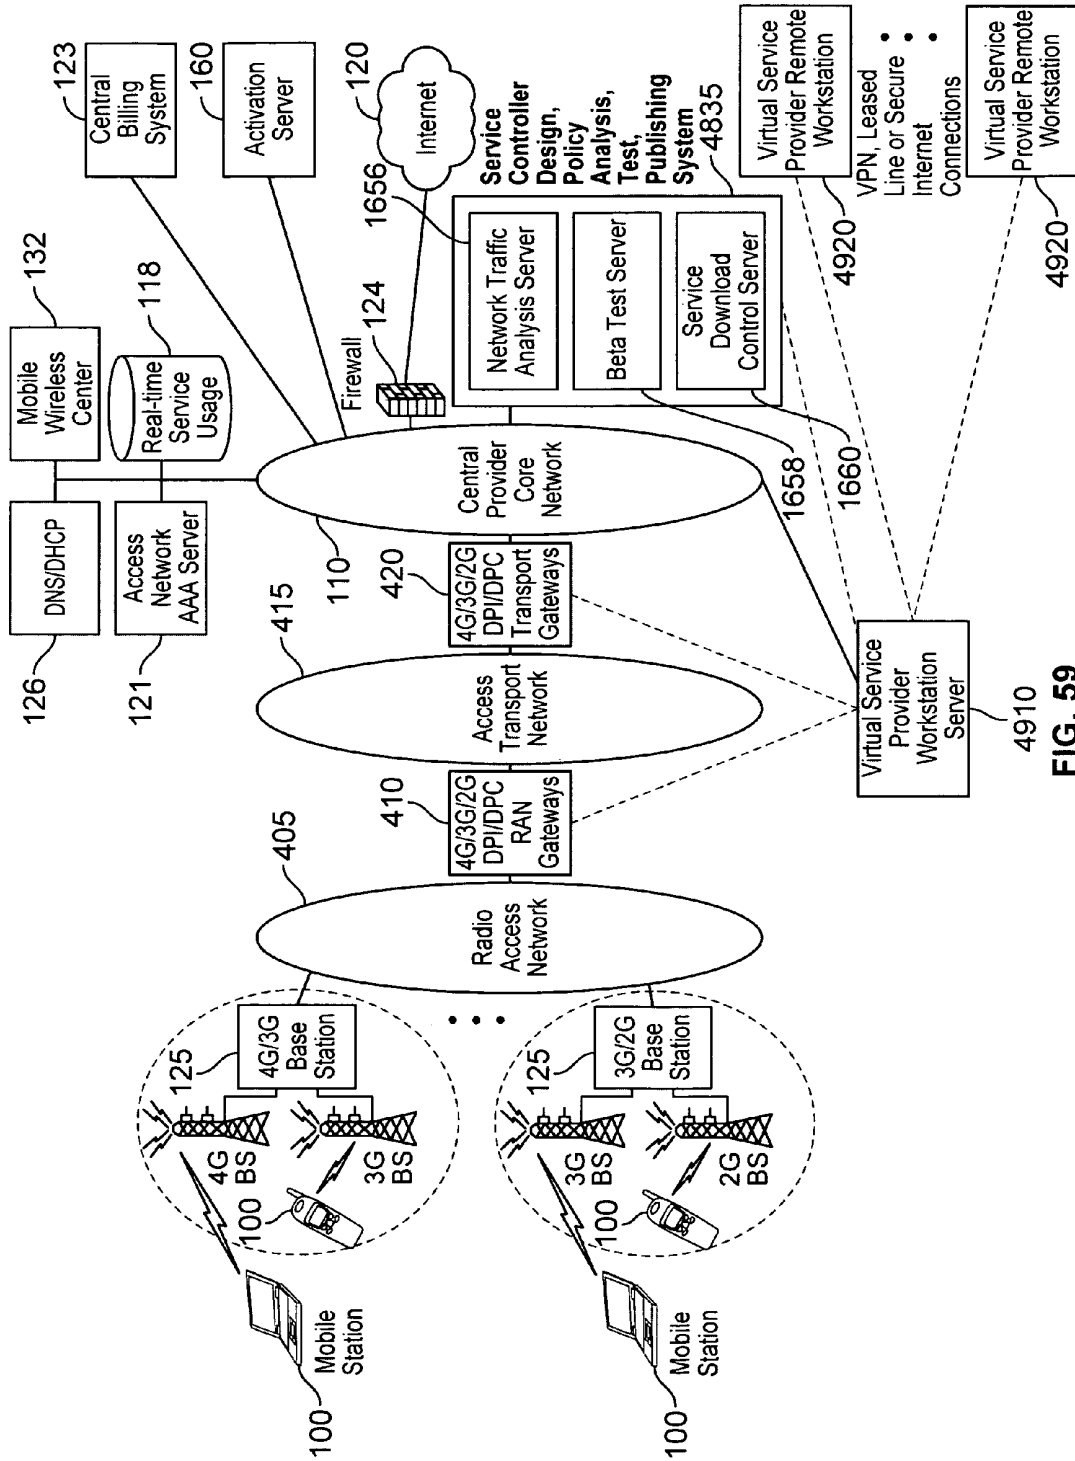 126
DNS/DHCP
Mobile
Wireless
Center
132
121
Access
Network
AAA Server
Real-time
Service
Usage
118
Central
Billing
System
123
Activation
Server
160
Internet
120
Firewall
124
100
Mobile
Station
100
4G
BS
3G
BS
125
4G/3G
Base
Station
100
Mobile
Station
100
3G
BS
2G
BS
125
3G/2G
Base
Station
405
Radio
Access
Network
410
4G/3G/2G
DPI/DPC
RAN
Gateways
415
Access
Transport
Network
420
4G/3G/2G
DPI/DPC
Transport
Gateways
110
Central
Provider
Core
Network
1656
Service
Controller
Design,
Policy
Analysis,
Test,
Publishing
System
4835
Network Traffic
Analysis Server
Beta Test Server
Service
Download
Control Server
1658
1660
Virtual Service
Provider
Workstation
Server
4910
Virtual Service
Provider Remote
Workstation
4920
VPN, Leased
Line or Secure
Internet
Connections
Virtual Service
Provider Remote
Workstation
4920
FIG. 59